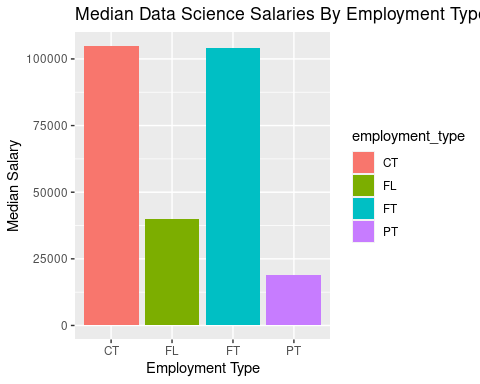 Median Data Science Salaries By Employment Type
Median Salary
100000
75000
50000
25000
0
CT FL FT PT
Employment Type
employment_type
CT
FL
FT
PT